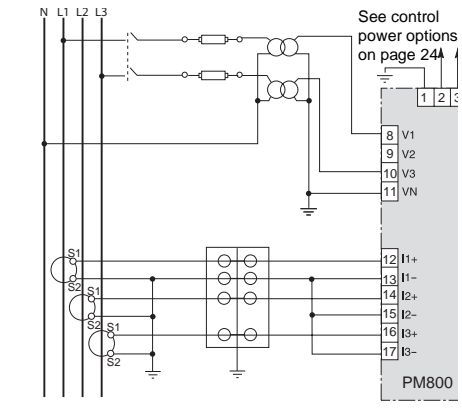 N L1 L2 L3
See control
power options
on page 24
1 2 3
8 V1
9 V2
10 V3
11 VN
S1
S2
S1
S2
S1
S2
12 I1+
13 I1–
14 I2+
15 I2–
16 I3+
17 I3–
PM800